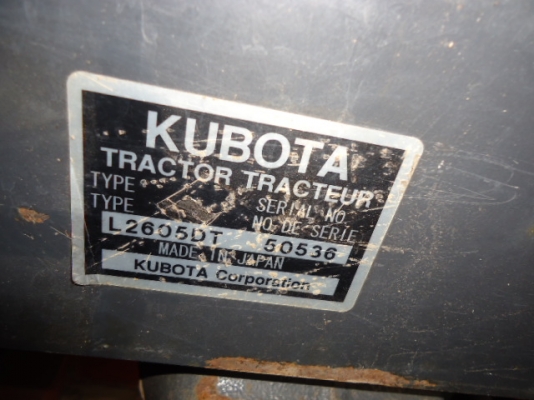 KUBOTA
TRACTOR TRACTEUR
TYPE SERIAL NO.
TYPE NO. DE SERIE
L2605DT 50536
MADE IN JAPAN
KUBOTA Corporation